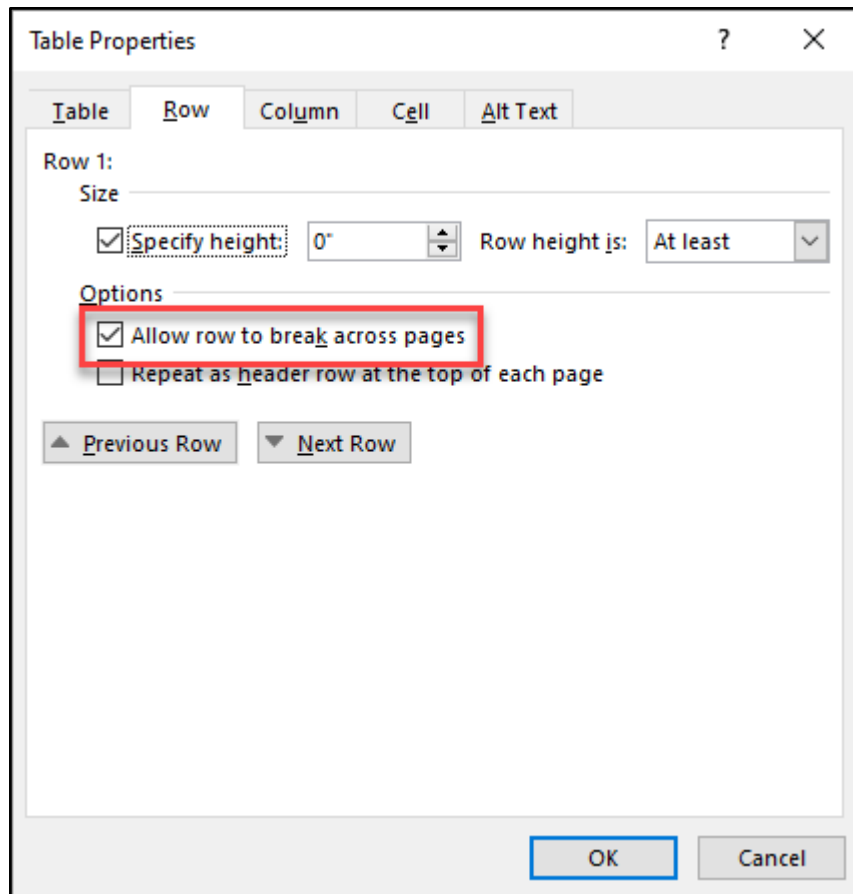 Table Properties ?
Table Row Column Cell Alt Text
Row 1:
Size
Specify height: 0" Row height is: At least
Options
Allow row to break across pages
Repeat as header row at the top of each page
Previous Row Next Row
OK Cancel